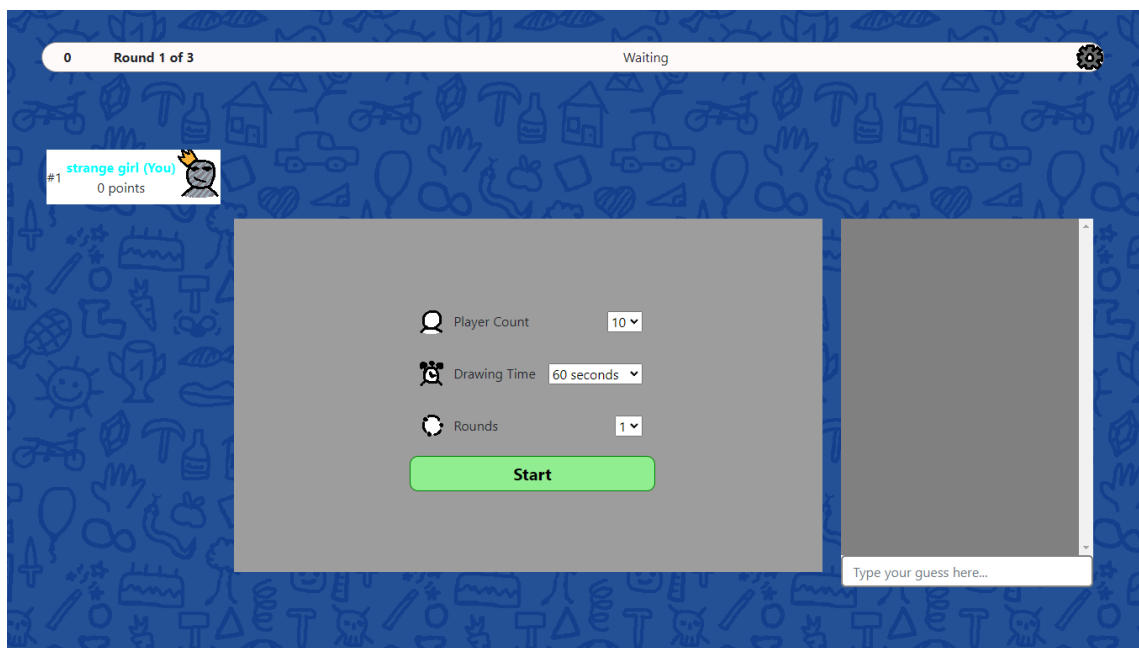 0 Round 1 of 3 Waiting
#1 strange girl (You)
0 points
Player Count 10
Drawing Time 60 seconds
Rounds 1
Start
Type your guess here...